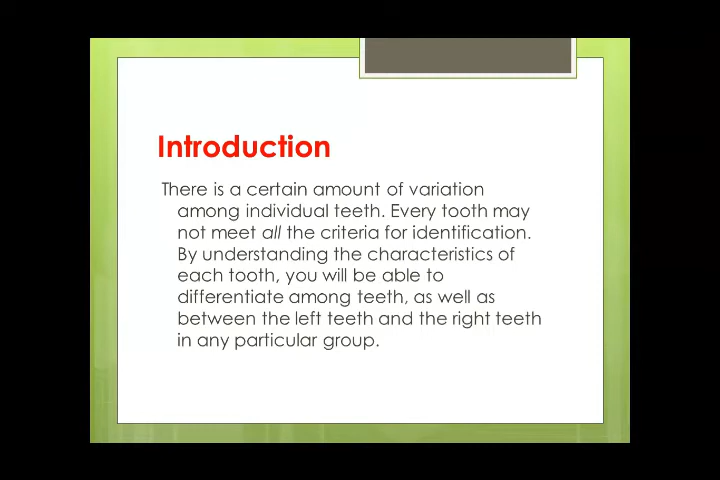 Introduction
There is a certain amount of variation
among individual teeth. Every tooth may
not meet all the criteria for identification.
By understanding the characteristics of
each tooth, you will be able to
differentiate among teeth, as well as
between the left teeth and the right teeth
in any particular group.